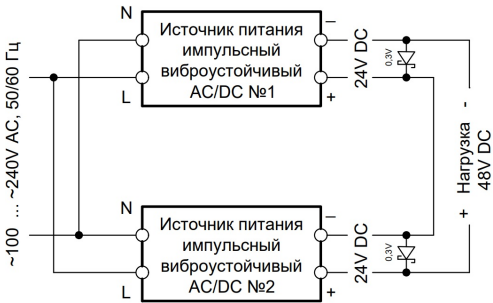 ~100 ... ~240V AC, 50/60 Гц
N
L
Источник питания
импульсный
виброустойчивый
AC/DC №1
–
+
24V DC
0,3V
N
L
Источник питания
импульсный
виброустойчивый
AC/DC №2
–
+
24V DC
0,3V
+ Нагрузка -
48V DC